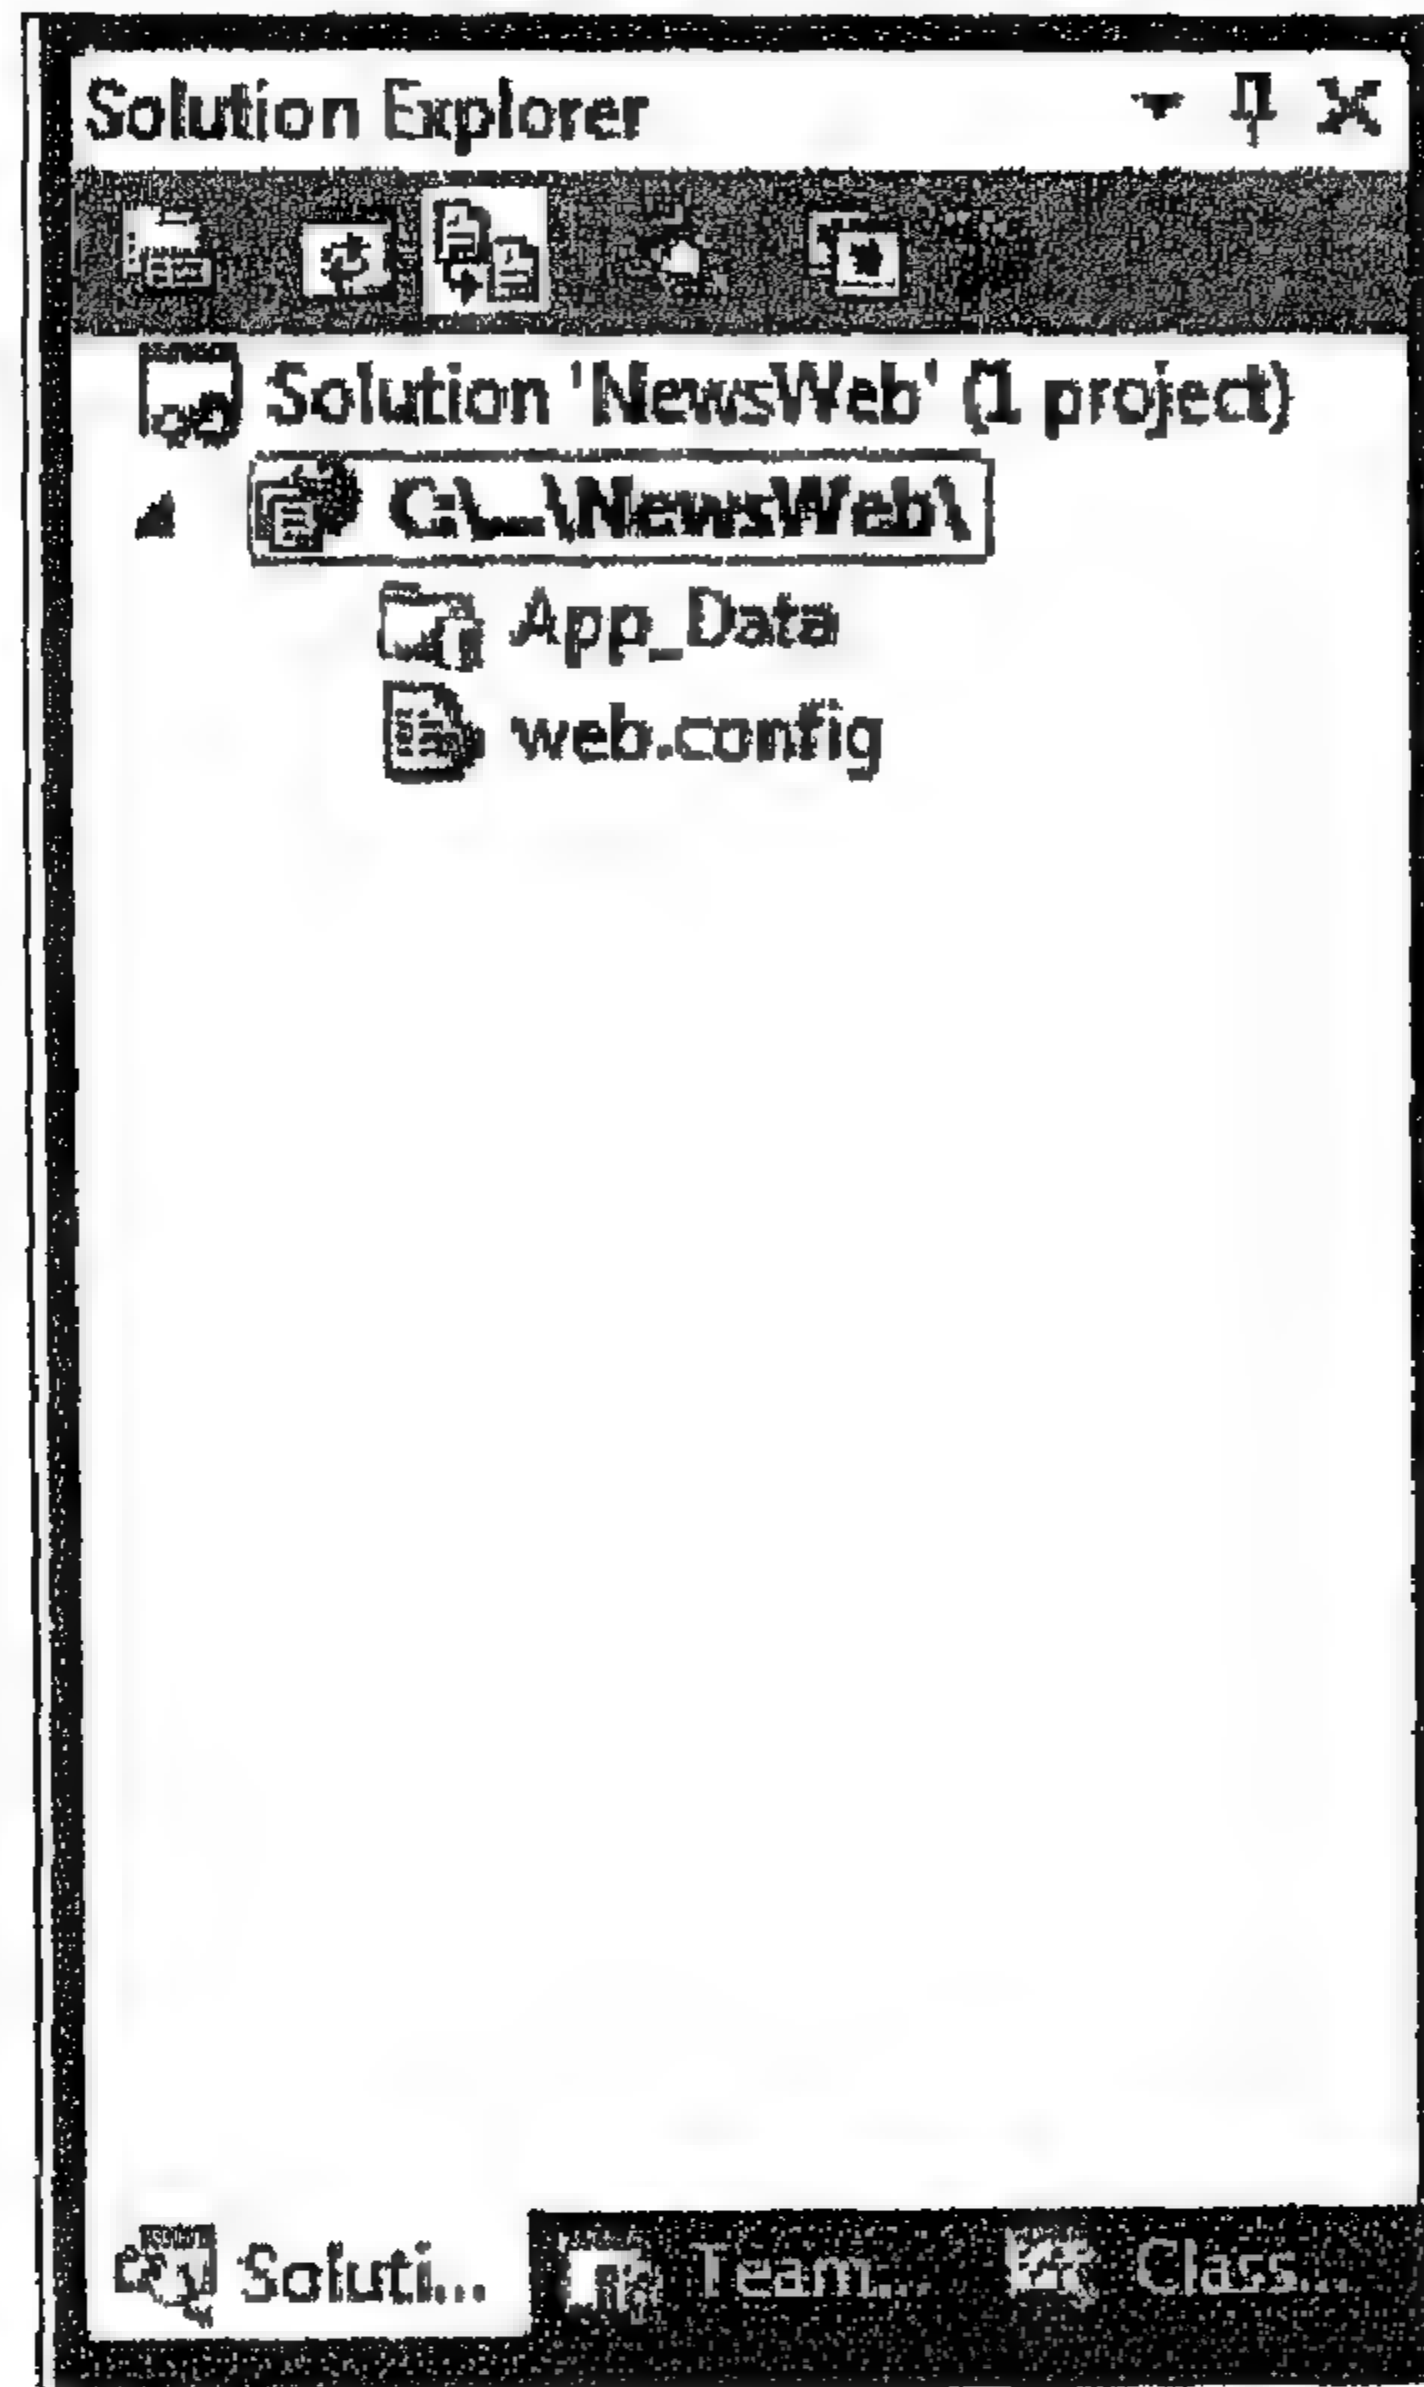 Solution Explorer
Solution 'NewsWeb' (1 project)
C:\...\NewsWeb\
App_Data
web.config
Soluti... Team... Class...